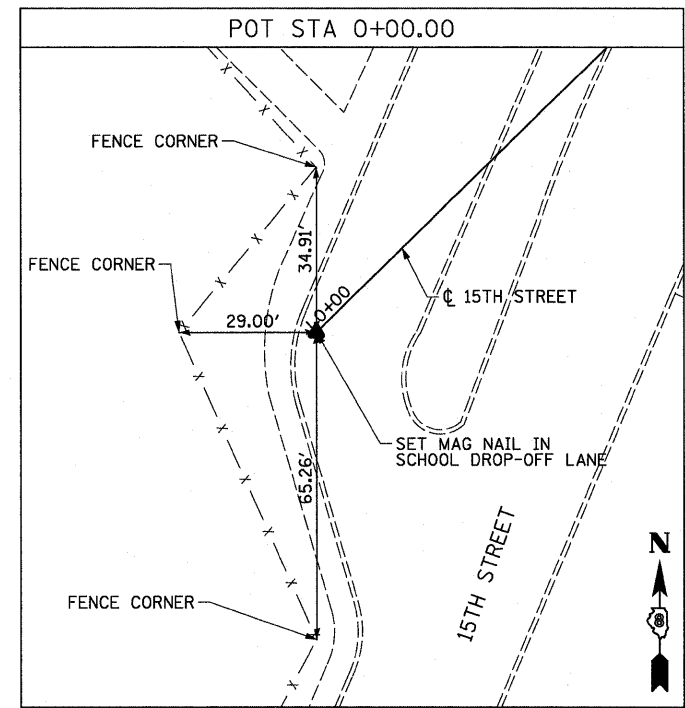 POT STA 0+00.00
FENCE CORNER
34.91'
FENCE CORNER
29.00'
0+00
℄ 15TH STREET
SET MAG NAIL IN
SCHOOL DROP-OFF LANE
65.26'
15TH STREET
N
8
FENCE CORNER